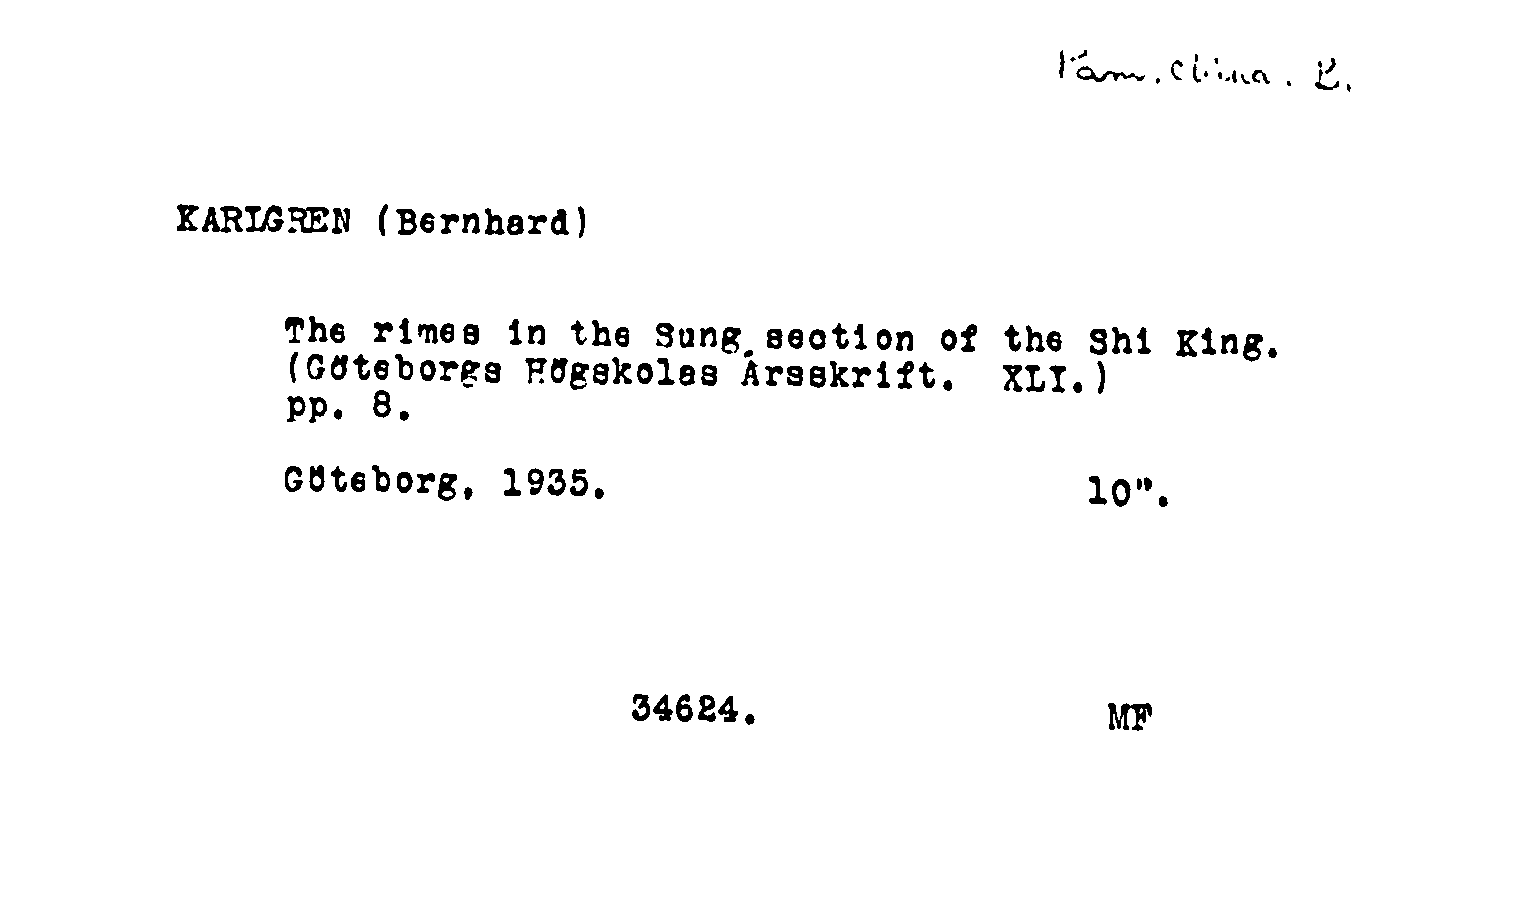 Pam. China. L.
KARLGREN (Bernhard)
The rimes in the Sung section of the Shi King.
(Göteborgs Högskolas Årsskrift. XLI.)
pp. 8.
Göteborg, 1935. 10".
34624. MF